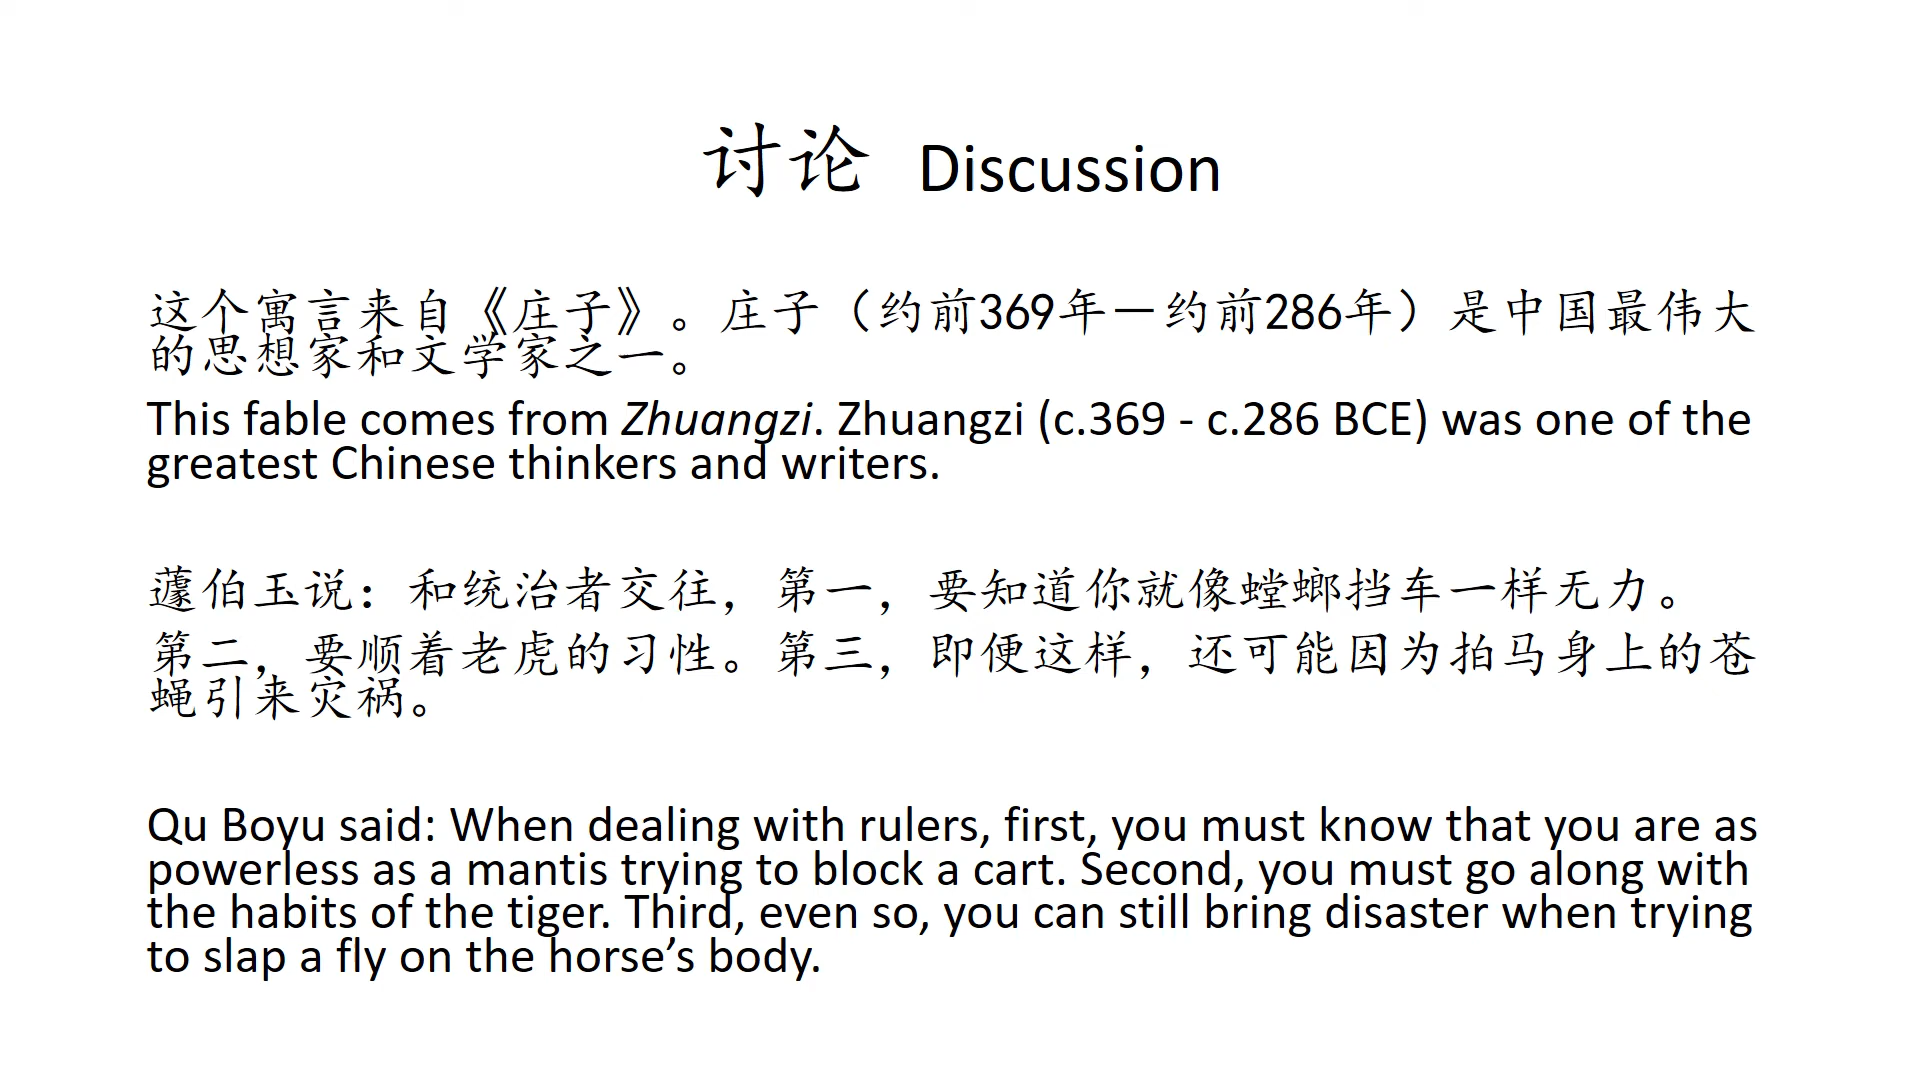 讨论 Discussion
这个寓言来自《庄子》。庄子（约前369年－约前286年）是中国最伟大
的思想家和文学家之一。
This fable comes from Zhuangzi. Zhuangzi (c.369 - c.286 BCE) was one of the
greatest Chinese thinkers and writers.
蘧伯玉说：和统治者交往，第一，要知道你就像螳螂挡车一样无力。
第二，要顺着老虎的习性。第三，即便这样，还可能因为拍马身上的苍
蝇引来灾祸。
Qu Boyu said: When dealing with rulers, first, you must know that you are as
powerless as a mantis trying to block a cart. Second, you must go along with
the habits of the tiger. Third, even so, you can still bring disaster when trying
to slap a fly on the horse’s body.